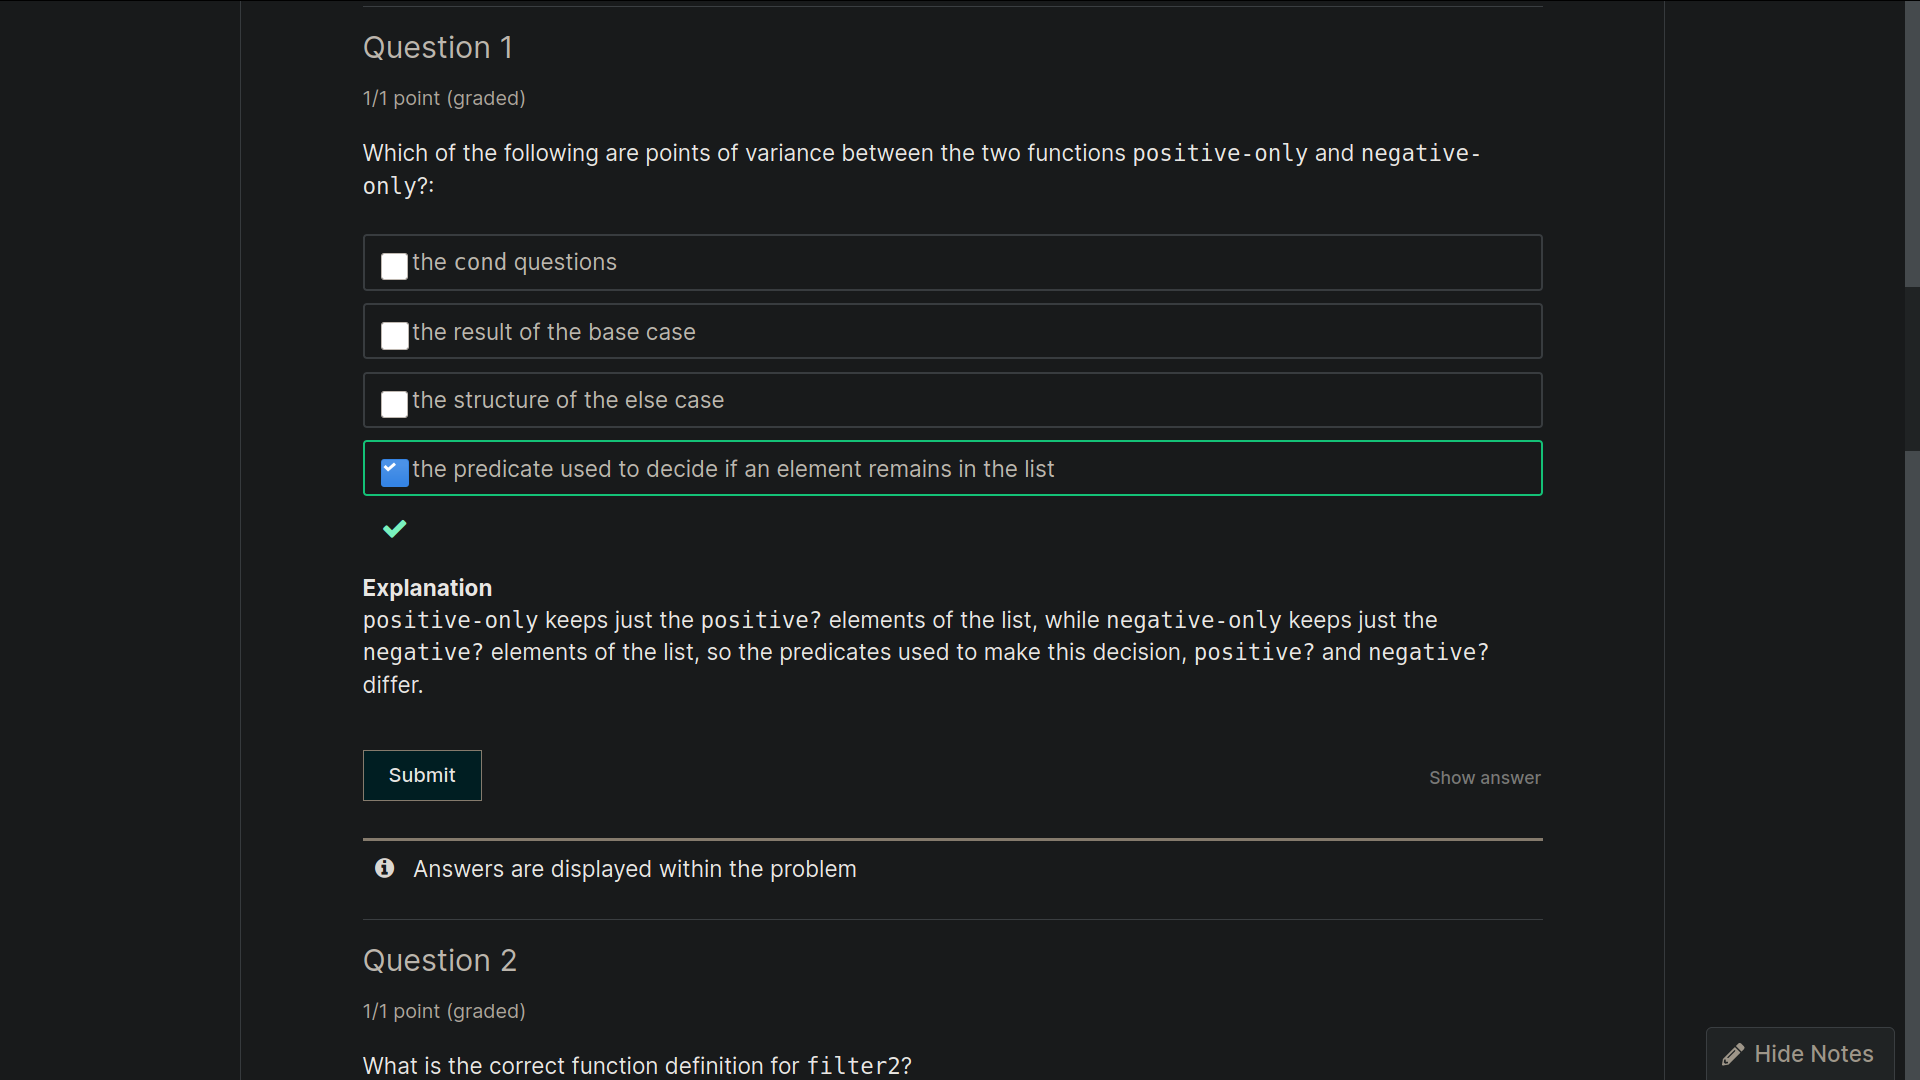 Question 1
1/1 point (graded)
Which of the following are points of variance between the two functions positive-only and negative-
only?:
the cond questions
the result of the base case
the structure of the else case
the predicate used to decide if an element remains in the list
Explanation
positive-only keeps just the positive? elements of the list, while negative-only keeps just the
negative? elements of the list, so the predicates used to make this decision, positive? and negative?
differ.
Submit
Show answer
Answers are displayed within the problem
Question 2
1/1 point (graded)
What is the correct function definition for filter2?
Hide Notes